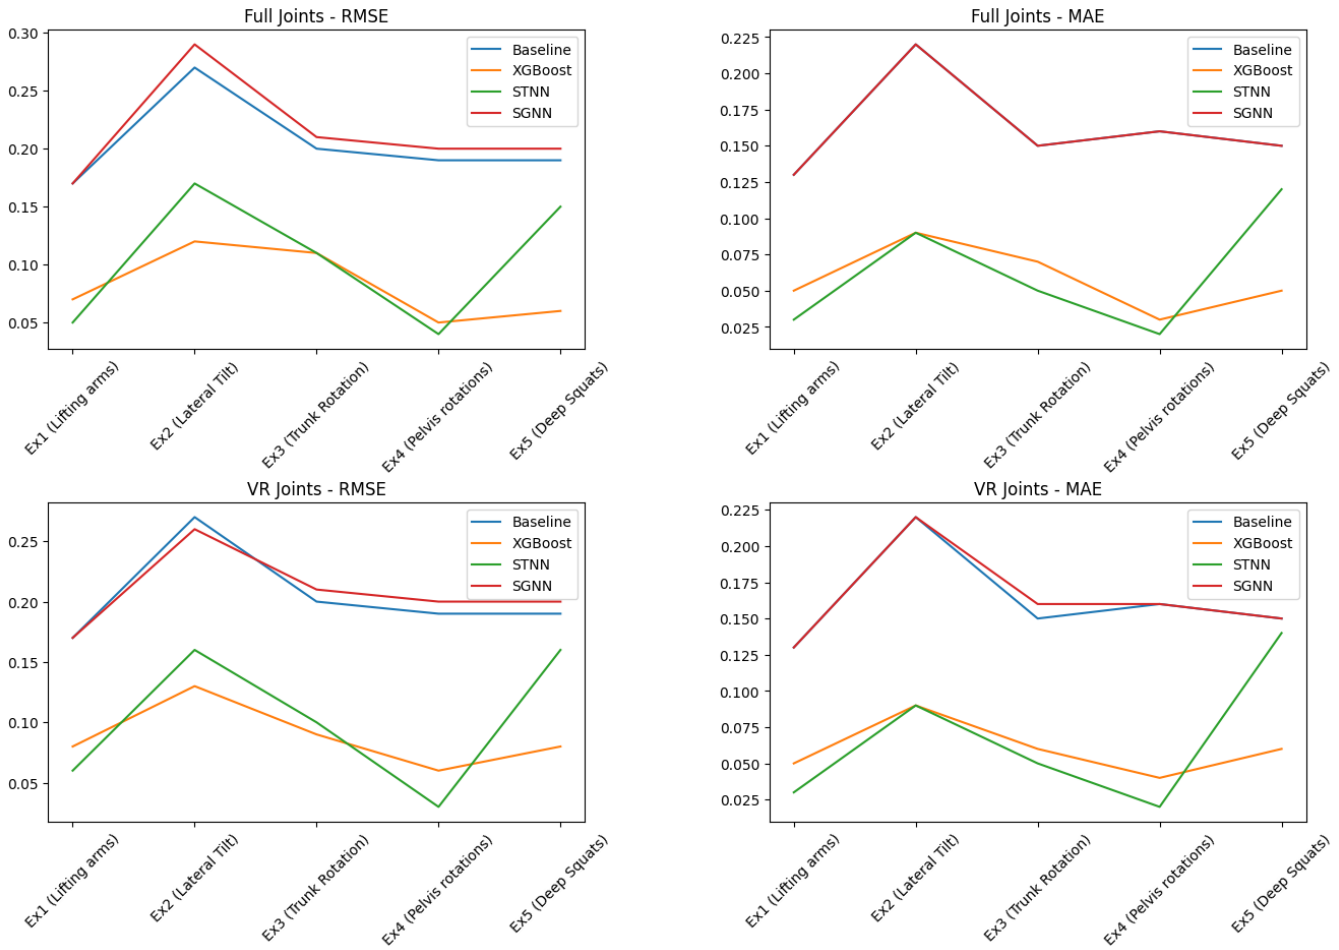 Full Joints - RMSE
0.30
0.25
0.20
0.15
0.10
0.05
Baseline
XGBoost
STNN
SGNN
Ex1 (Lifting arms)
Ex2 (Lateral Tilt)
Ex3 (Trunk Rotation)
Ex4 (Pelvis rotations)
Ex5 (Deep Squats)
Full Joints - MAE
0.225
0.200
0.175
0.150
0.125
0.100
0.075
0.050
0.025
Baseline
XGBoost
STNN
SGNN
Ex1 (Lifting arms)
Ex2 (Lateral Tilt)
Ex3 (Trunk Rotation)
Ex4 (Pelvis rotations)
Ex5 (Deep Squats)
VR Joints - RMSE
0.25
0.20
0.15
0.10
0.05
Baseline
XGBoost
STNN
SGNN
Ex1 (Lifting arms)
Ex2 (Lateral Tilt)
Ex3 (Trunk Rotation)
Ex4 (Pelvis rotations)
Ex5 (Deep Squats)
VR Joints - MAE
0.225
0.200
0.175
0.150
0.125
0.100
0.075
0.050
0.025
Baseline
XGBoost
STNN
SGNN
Ex1 (Lifting arms)
Ex2 (Lateral Tilt)
Ex3 (Trunk Rotation)
Ex4 (Pelvis rotations)
Ex5 (Deep Squats)